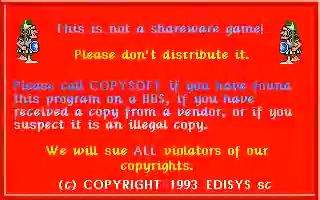 This is not a shareware game!
Please don't distribute it.
Please call COPYSOFT if you have found
this program on a BBS, if you have
received a copy from a vendor, or if you
suspect it is an illegal copy.
We will sue ALL violators of our
copyrights.
(c) COPYRIGHT 1993 EDISYS sc